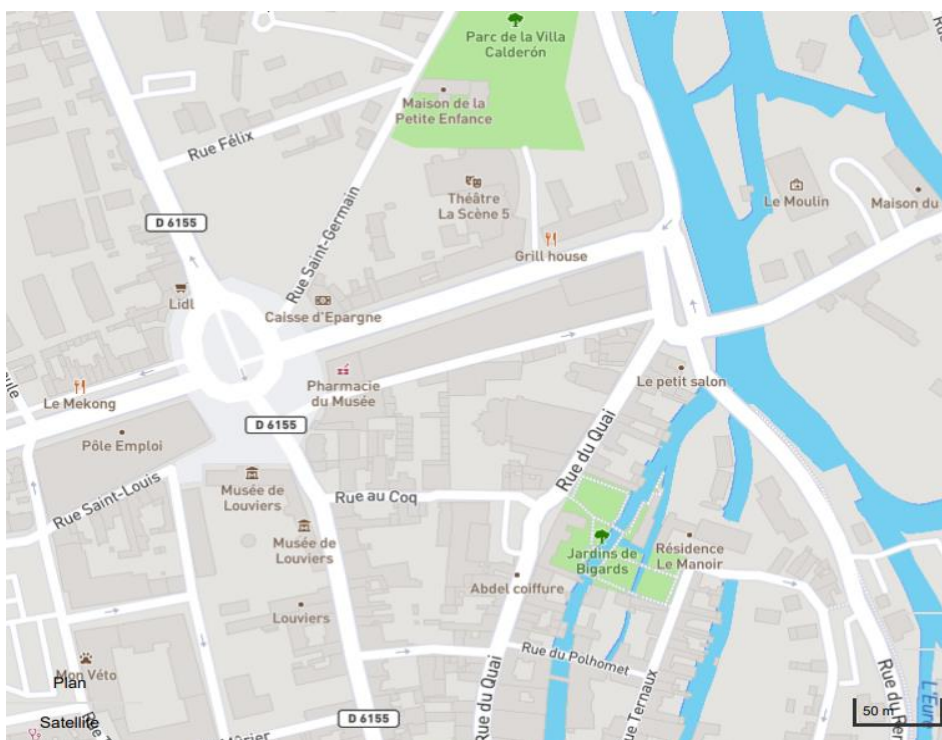 Parc de la Villa
Calderón
Maison de la
Petite Enfance
Rue Félix
Théâtre
La Scène 5
Le Moulin
Maison du
D 6155
Rue Saint-Germain
Grill house
Lidl
Caisse d'Epargne
Le Mekong
Pharmacie
du Musée
Le petit salon
D 6155
Pôle Emploi
Rue du Quai
Rue Saint-Louis
Musée de
Louviers
Rue au Coq
Musée de
Louviers
Jardins de
Bigards
Résidence
Le Manoir
Abdel coiffure
Louviers
Rue du Polhomet
Mon Véto
Plan
Rue du Quai
Rue Ternaux
L'Eure
50 m
Satellite
D 6155